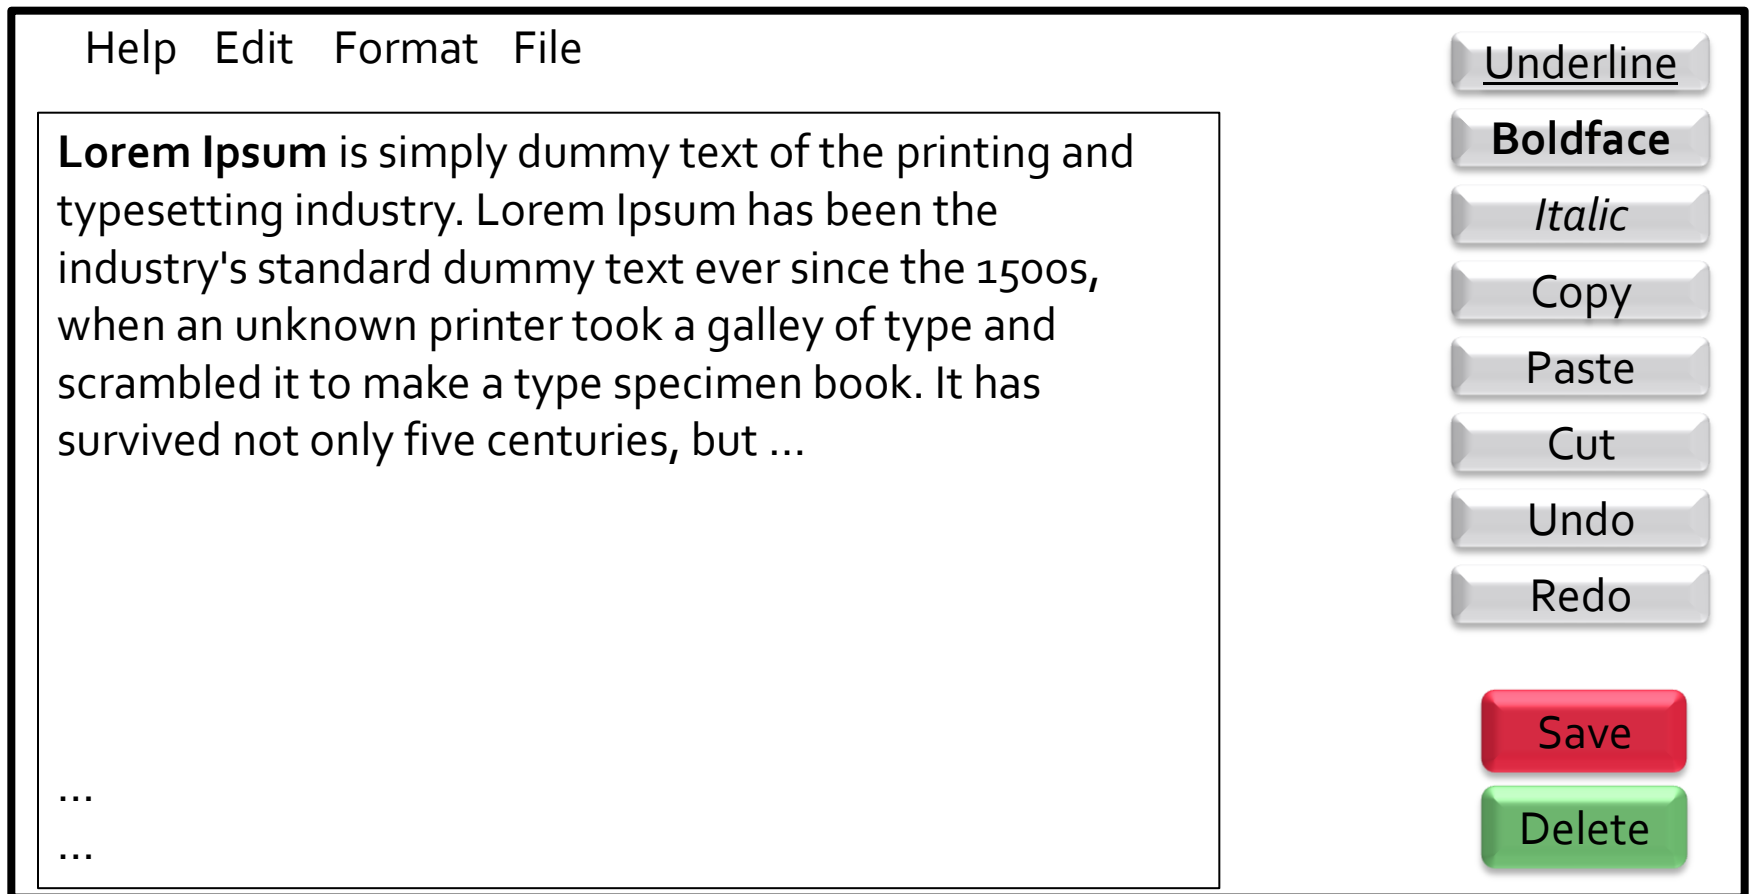 Help Edit Format File
Lorem Ipsum is simply dummy text of the printing and
typesetting industry. Lorem Ipsum has been the
industry's standard dummy text ever since the 1500s,
when an unknown printer took a galley of type and
scrambled it to make a type specimen book. It has
survived not only five centuries, but ...
...
...
Underline
Boldface
Italic
Copy
Paste
Cut
Undo
Redo
Save
Delete